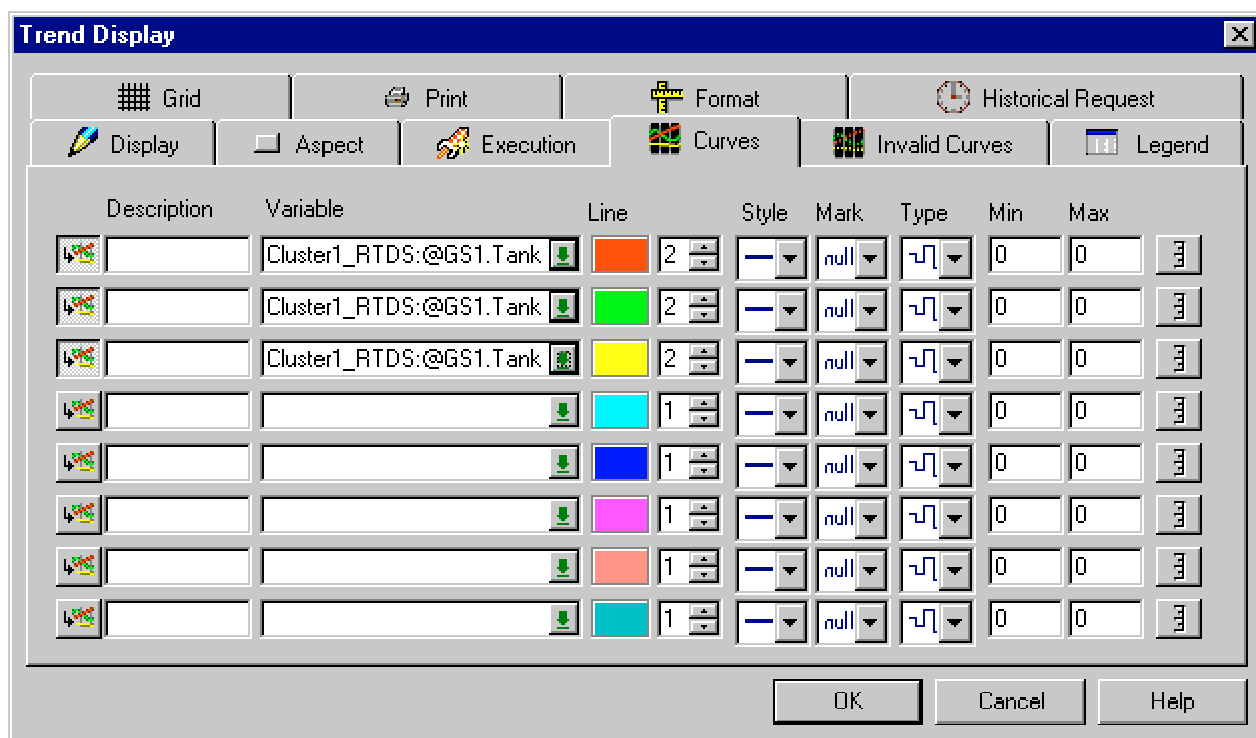 Trend Display
Grid Print Format Historical Request
Display Aspect Execution Curves Invalid Curves Legend
Description Variable Line Style Mark Type Min Max
Cluster1_RTDS:@GS1.Tank 2 null 0 0
Cluster1_RTDS:@GS1.Tank 2 null 0 0
Cluster1_RTDS:@GS1.Tank 2 null 0 0
1 null 0 0
1 null 0 0
1 null 0 0
1 null 0 0
1 null 0 0
OK Cancel Help